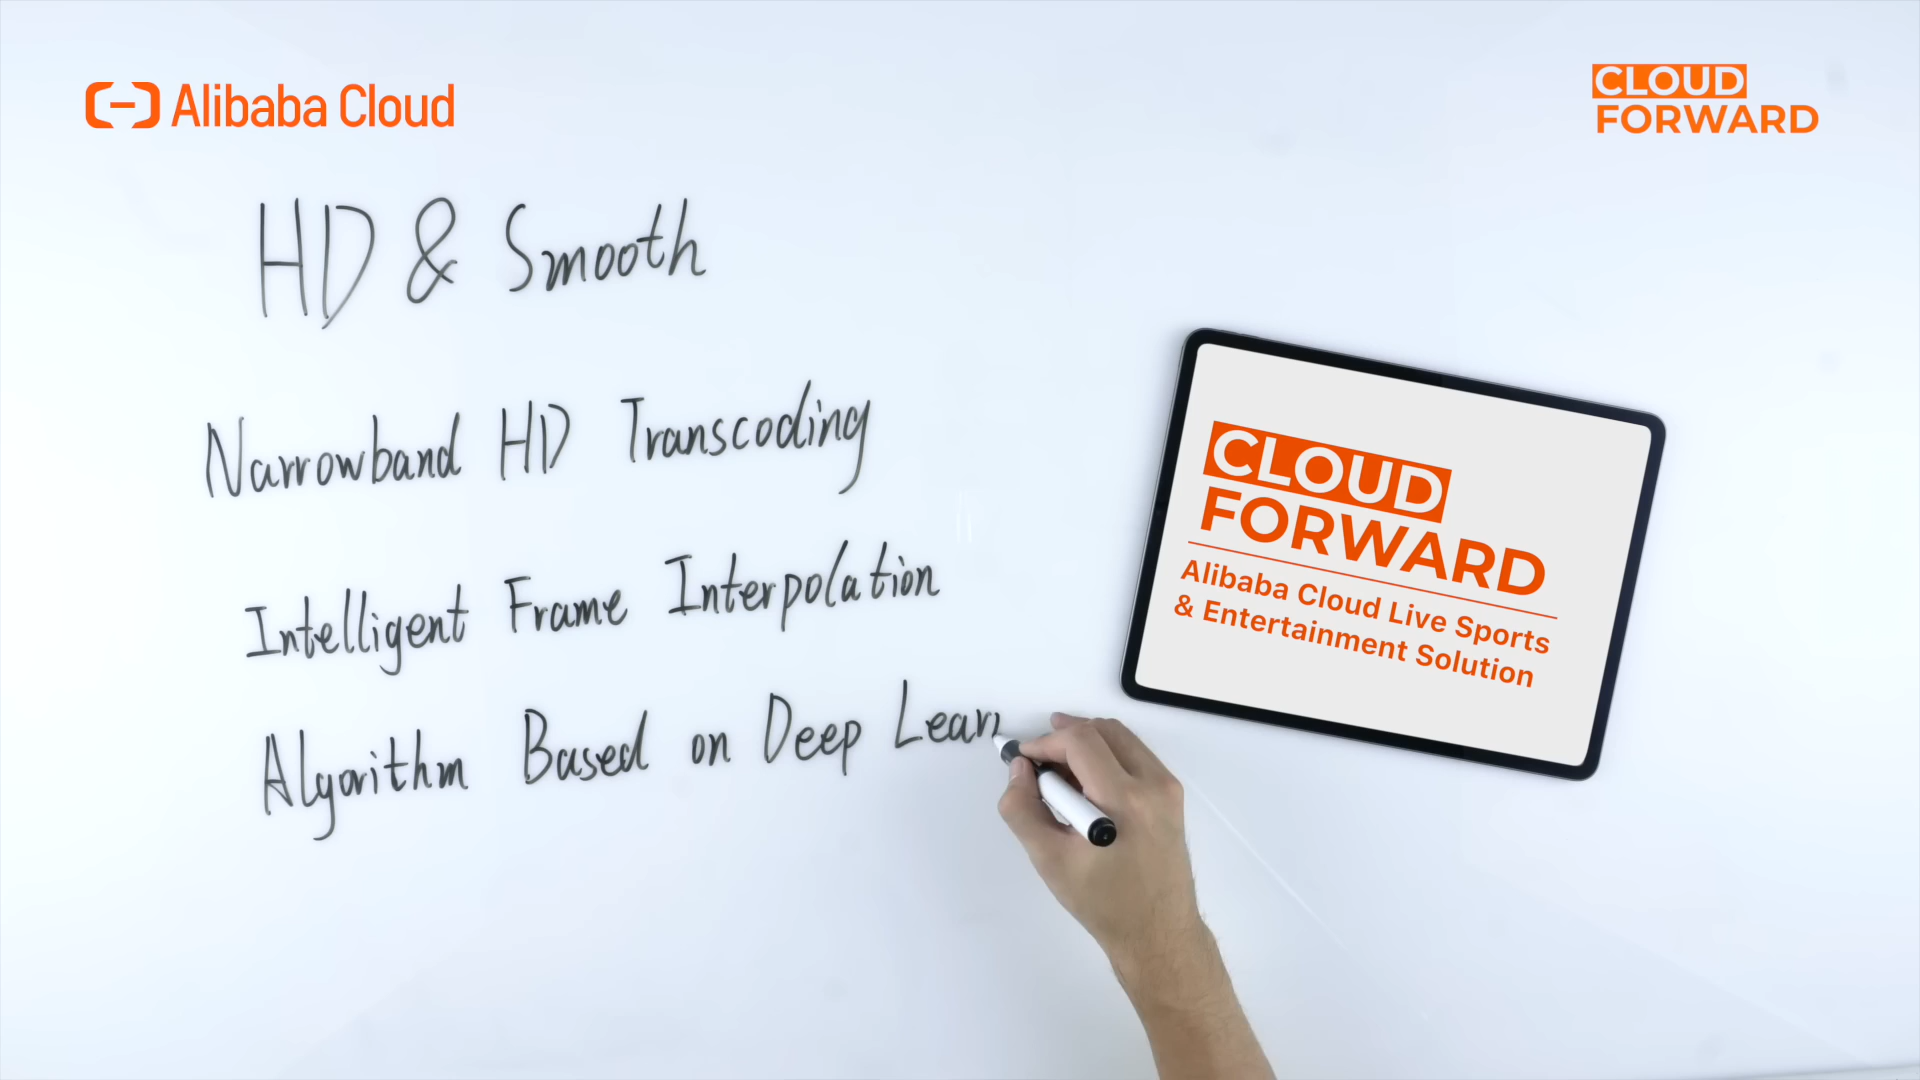 Alibaba Cloud
CLOUD
FORWARD
HD & Smooth
Narrowband HD Transcoding
Intelligent Frame Interpolation
Algorithm Based on Deep Lear
CLOUD
FORWARD
Alibaba Cloud Live Sports
& Entertainment Solution